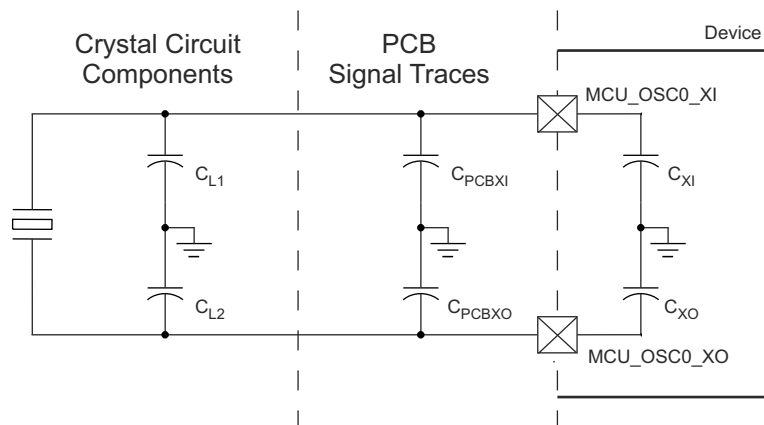 Crystal Circuit
Components
PCB
Signal Traces
Device
MCU_OSC0_XI
CL1
CPCBXI
CXI
CL2
CPCBXO
CXO
MCU_OSC0_XO